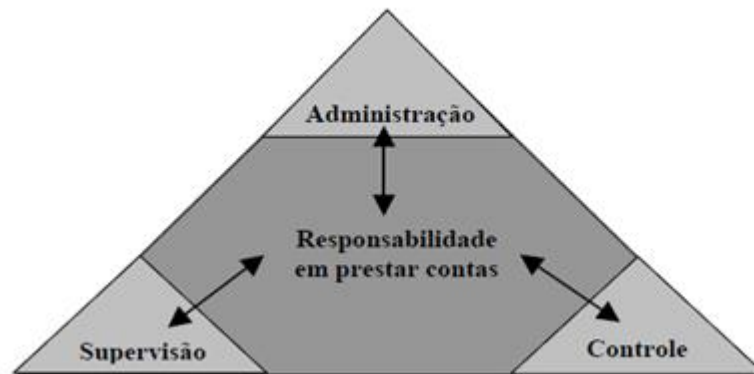 Administração
Responsabilidade
em prestar contas
Supervisão
Controle